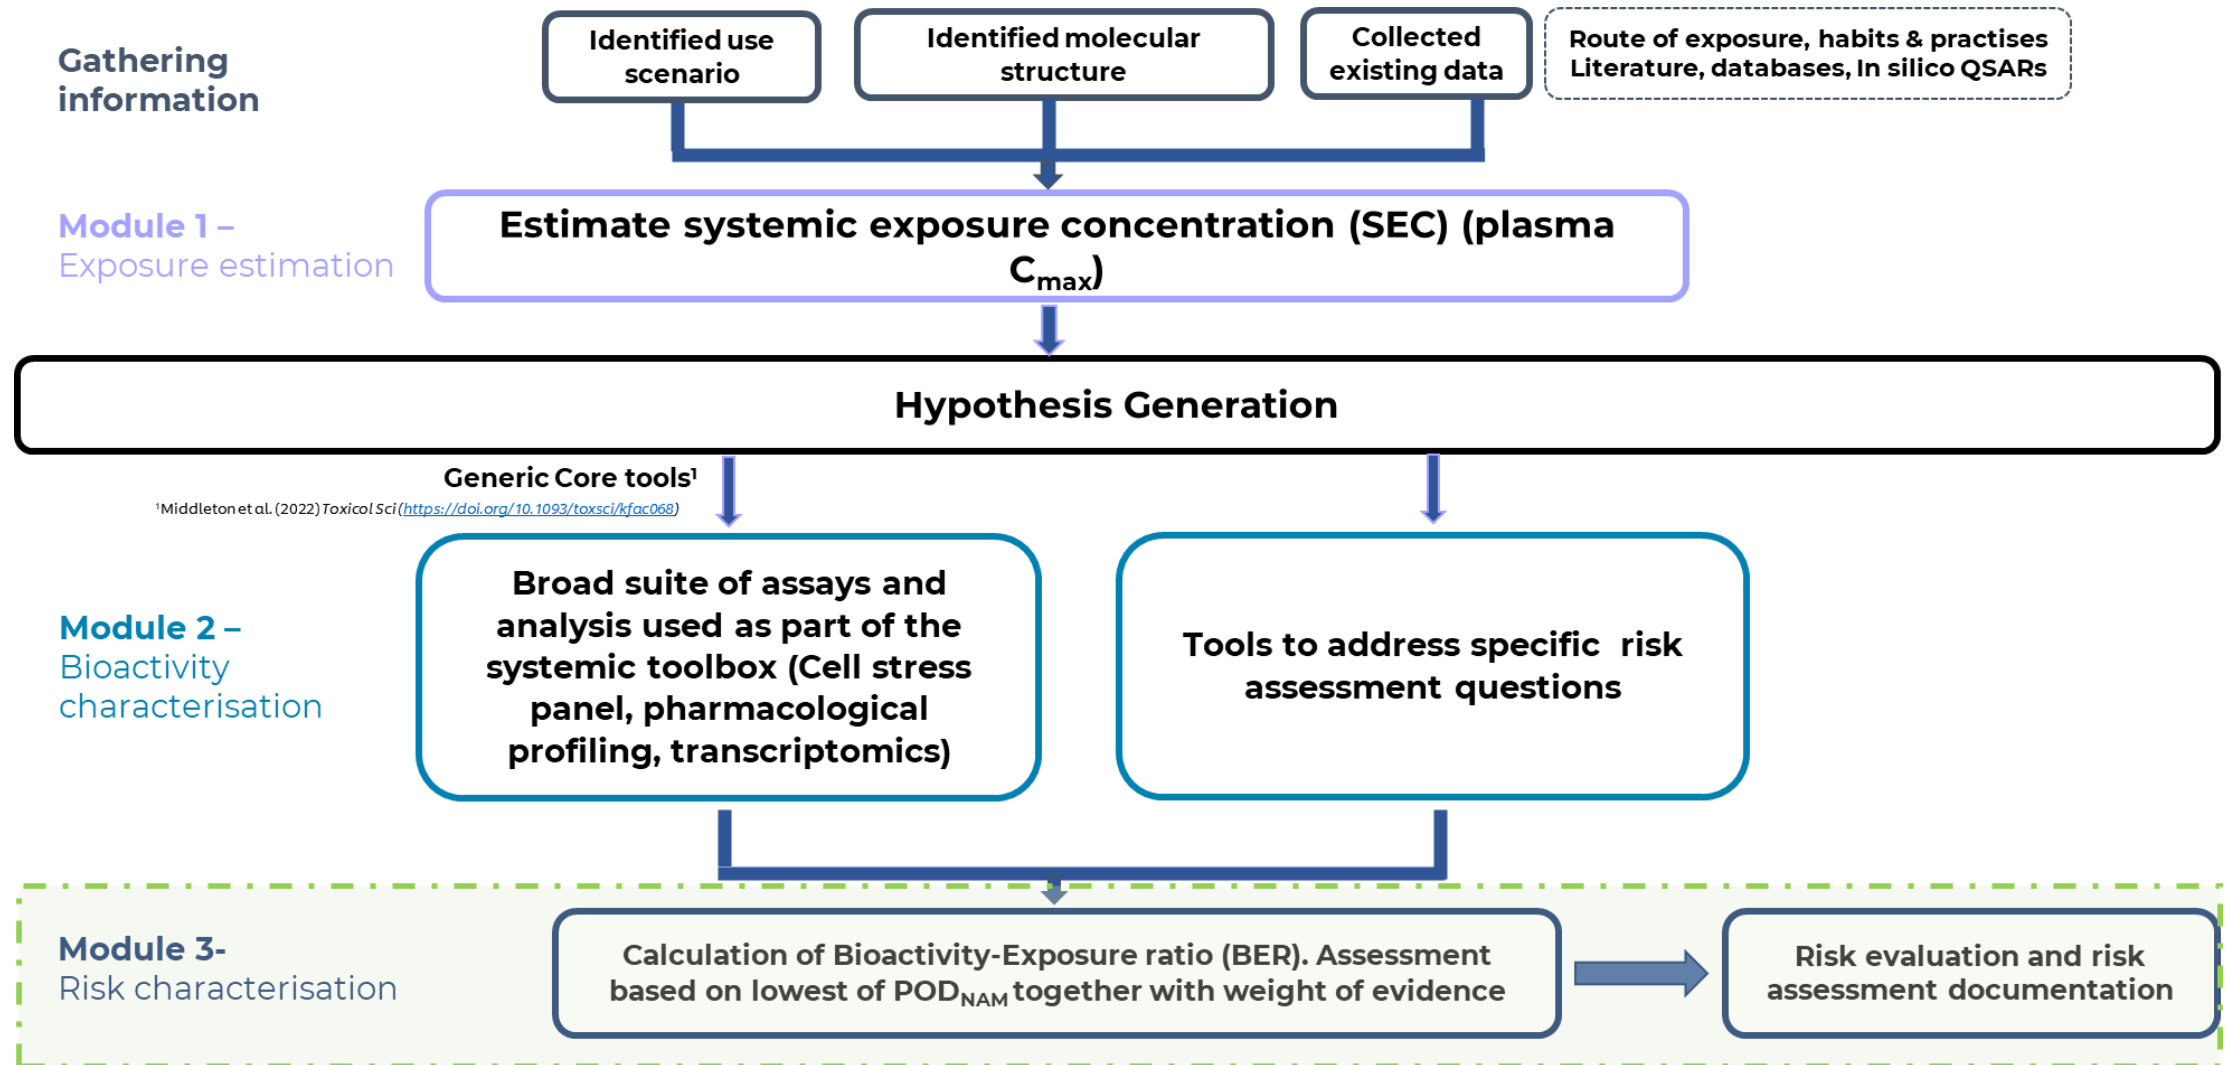 Gathering
information
Identified use
scenario
Identified molecular
structure
Collected
existing data
Route of exposure, habits & practises
Literature, databases, In silico QSARs
Module 1 –
Exposure estimation
Estimate systemic exposure concentration (SEC) (plasma
Cmax)
Hypothesis Generation
Generic Core tools¹
¹Middleton et al. (2022) Toxicol Sci (https://doi.org/10.1093/toxsci/kfac068)
Module 2 –
Bioactivity
characterisation
Broad suite of assays and
analysis used as part of the
systemic toolbox (Cell stress
panel, pharmacological
profiling, transcriptomics)
Tools to address specific risk
assessment questions
Module 3-
Risk characterisation
Calculation of Bioactivity-Exposure ratio (BER). Assessment
based on lowest of PODNAM together with weight of evidence
Risk evaluation and risk
assessment documentation